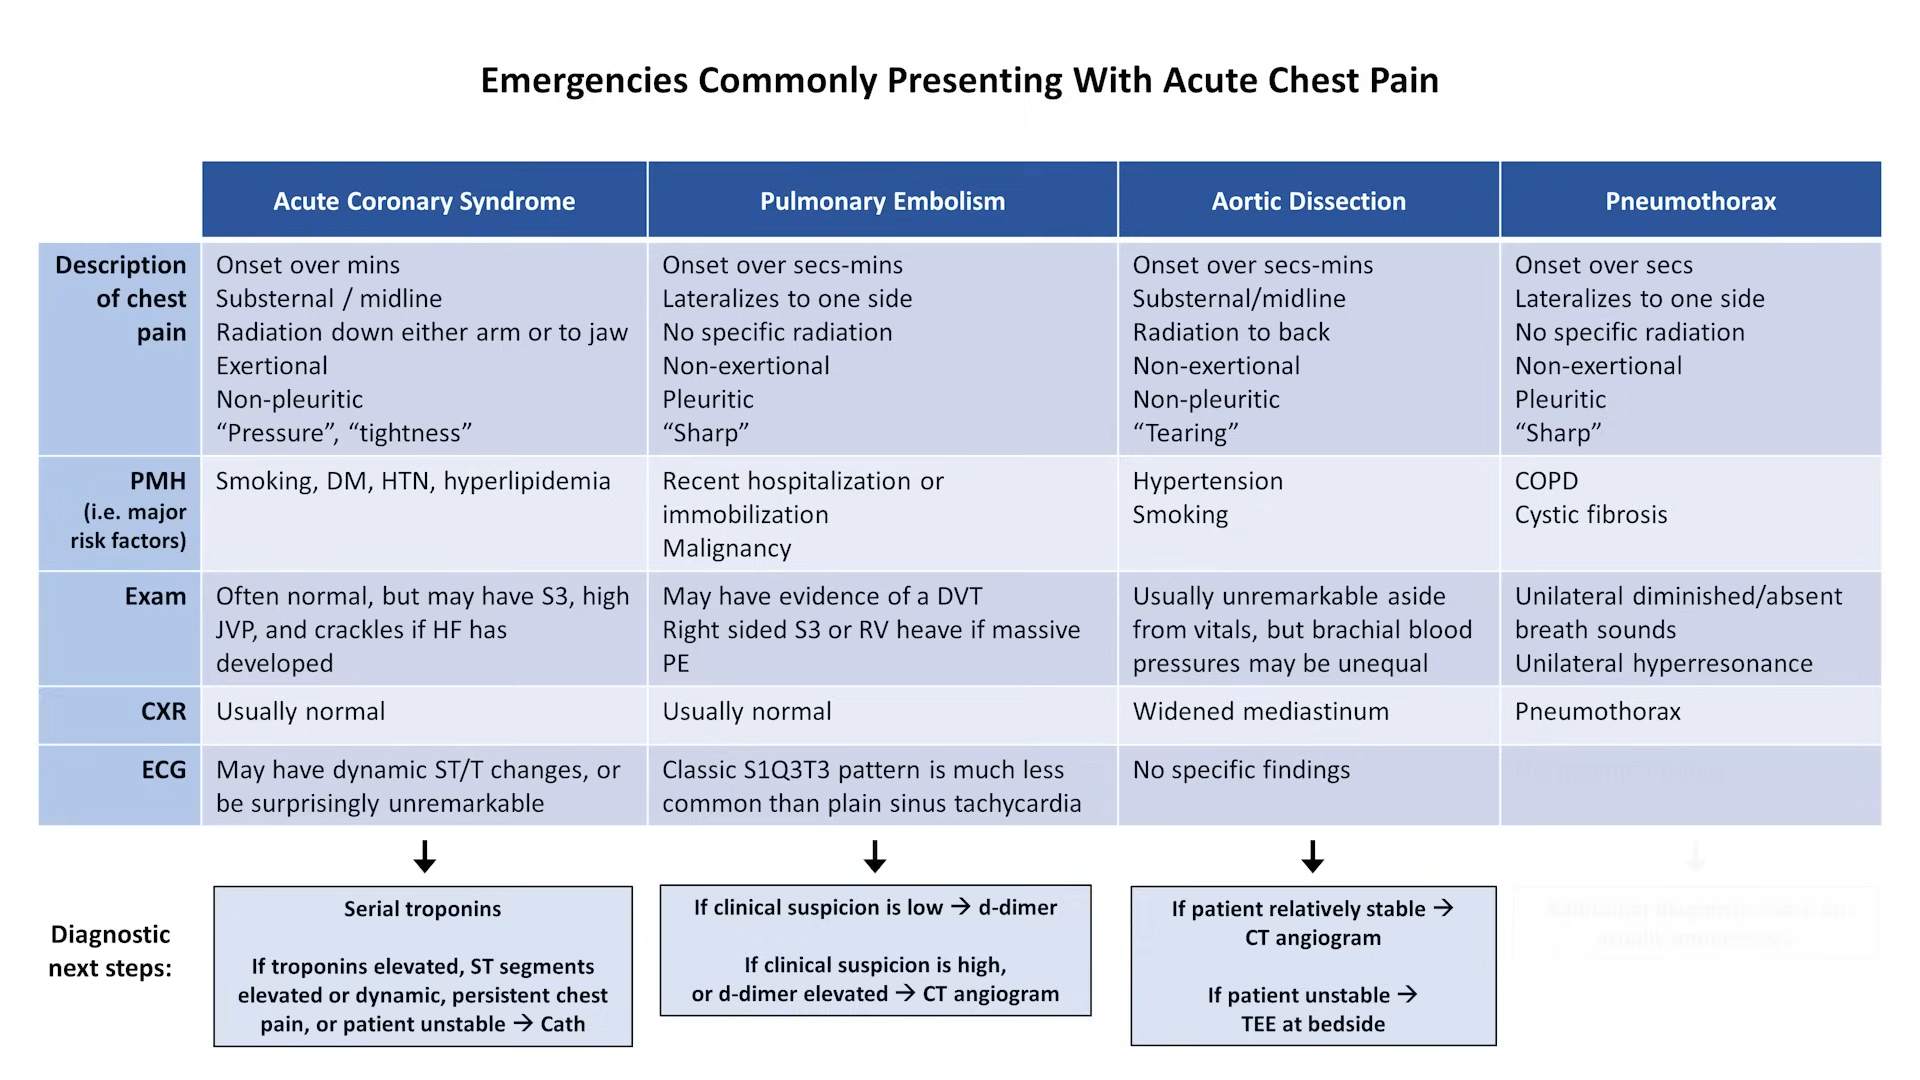 Emergencies Commonly Presenting With Acute Chest Pain
Acute Coronary Syndrome
Pulmonary Embolism
Aortic Dissection
Pneumothorax
Description
of chest
pain
Onset over mins
Substernal / midline
Radiation down either arm or to jaw
Exertional
Non-pleuritic
“Pressure”, “tightness”
Onset over secs-mins
Lateralizes to one side
No specific radiation
Non-exertional
Pleuritic
“Sharp”
Onset over secs-mins
Substernal/midline
Radiation to back
Non-exertional
Non-pleuritic
“Tearing”
Onset over secs
Lateralizes to one side
No specific radiation
Non-exertional
Pleuritic
“Sharp”
PMH
(i.e. major
risk factors)
Smoking, DM, HTN, hyperlipidemia
Recent hospitalization or
immobilization
Malignancy
Hypertension
Smoking
COPD
Cystic fibrosis
Exam
Often normal, but may have S3, high
JVP, and crackles if HF has
developed
May have evidence of a DVT
Right sided S3 or RV heave if massive
PE
Usually unremarkable aside
from vitals, but brachial blood
pressures may be unequal
Unilateral diminished/absent
breath sounds
Unilateral hyperresonance
CXR
Usually normal
Usually normal
Widened mediastinum
Pneumothorax
ECG
May have dynamic ST/T changes, or
be surprisingly unremarkable
Classic S1Q3T3 pattern is much less
common than plain sinus tachycardia
No specific findings
Diagnostic
next steps:
Serial troponins
If troponins elevated, ST segments
elevated or dynamic, persistent chest
pain, or patient unstable → Cath
If clinical suspicion is low → d-dimer
If clinical suspicion is high,
or d-dimer elevated → CT angiogram
If patient relatively stable →
CT angiogram
If patient unstable →
TEE at bedside